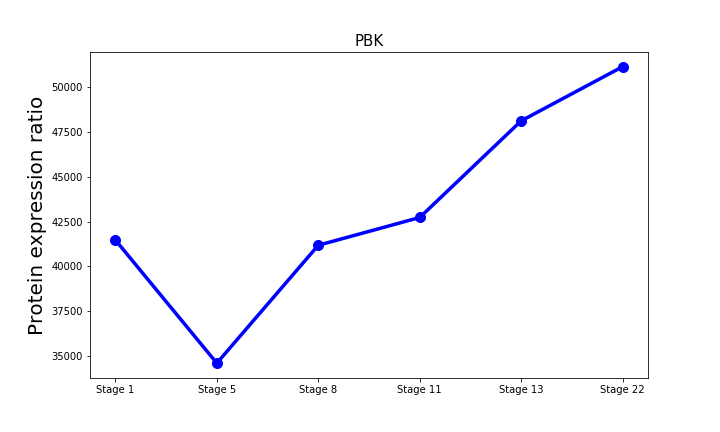 PBK
Protein expression ratio
50000
47500
45000
42500
40000
37500
35000
Stage 1 Stage 5 Stage 8 Stage 11 Stage 13 Stage 22